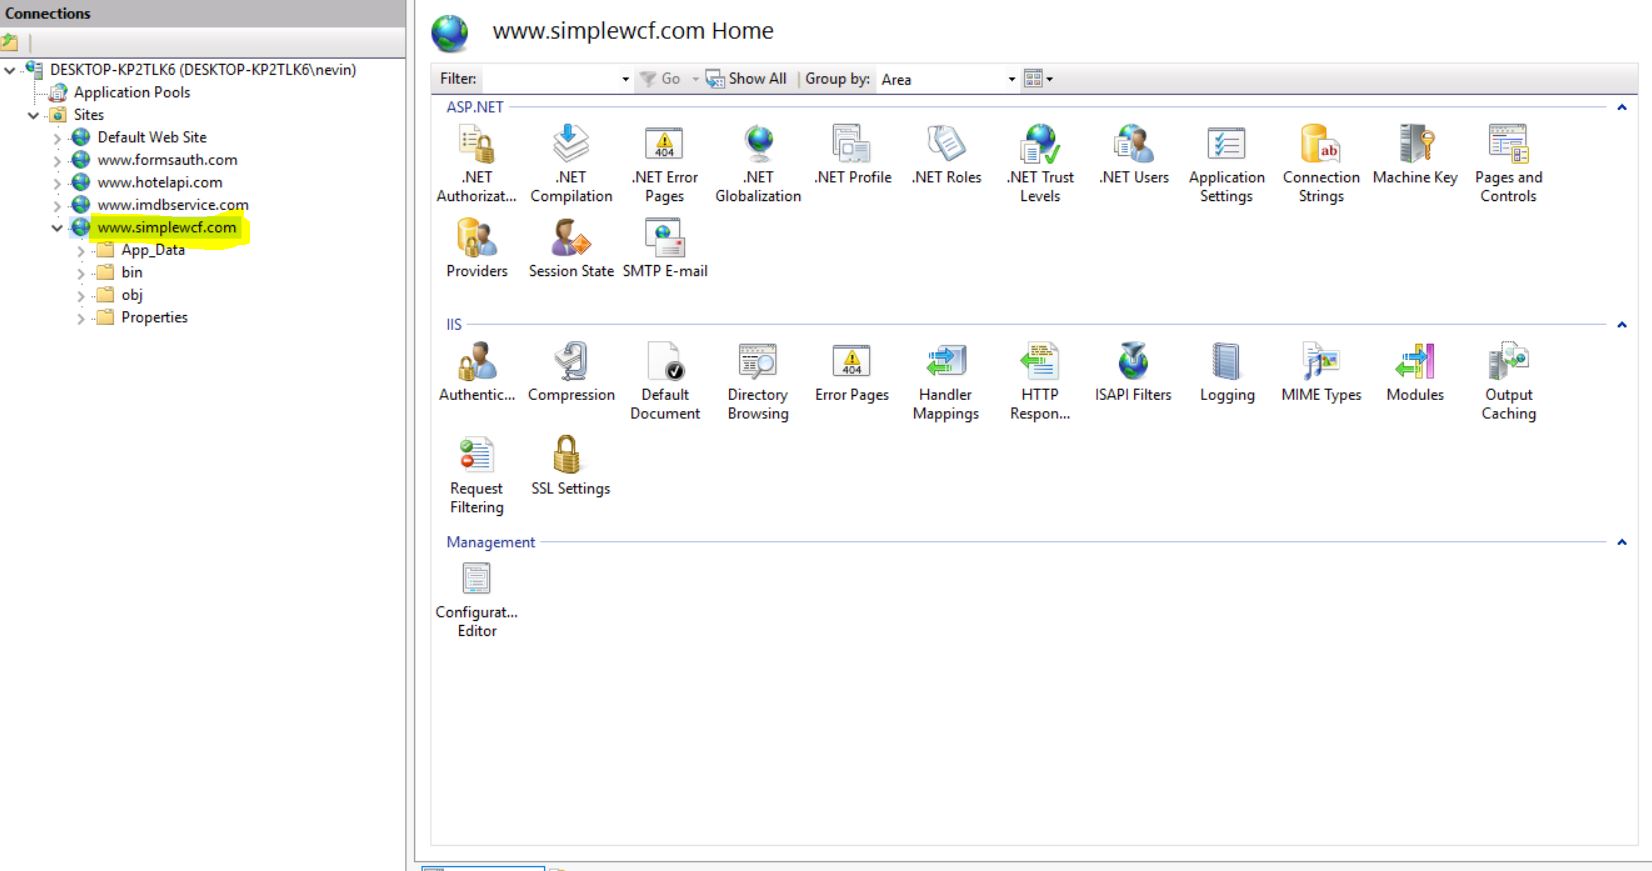 Connections
DESKTOP-KP2TLK6 (DESKTOP-KP2TLK6\nevin)
Application Pools
Sites
Default Web Site
www.formsauth.com
www.hotelapi.com
www.imdbservice.com
www.simplewcf.com
App_Data
bin
obj
Properties
www.simplewcf.com Home
Filter: Go Show All Group by: Area
ASP.NET
.NET Authorizat...
.NET Compilation
.NET Error Pages
.NET Globalization
.NET Profile
.NET Roles
.NET Trust Levels
.NET Users
Application Settings
Connection Strings
Machine Key
Pages and Controls
Providers
Session State
SMTP E-mail
IIS
Authentic...
Compression
Default Document
Directory Browsing
Error Pages
Handler Mappings
HTTP Respon...
ISAPI Filters
Logging
MIME Types
Modules
Output Caching
Request Filtering
SSL Settings
Management
Configurat... Editor
404
ab
404